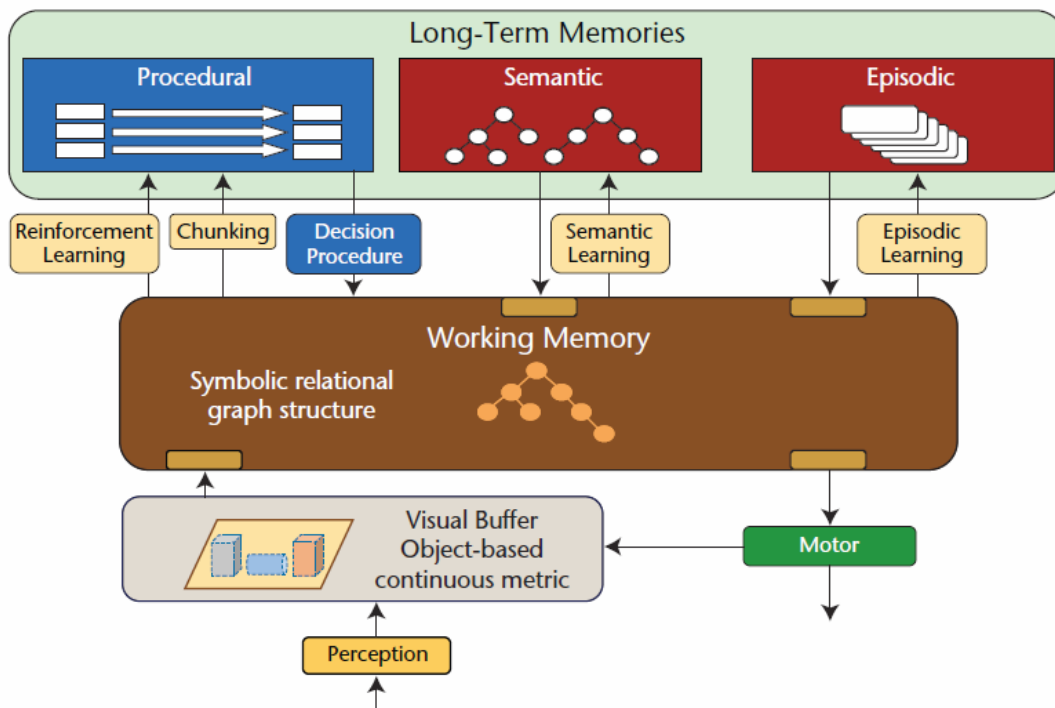 Long-Term Memories
Procedural
Semantic
Episodic
Reinforcement
Learning
Chunking
Decision
Procedure
Semantic
Learning
Episodic
Learning
Working Memory
Symbolic relational
graph structure
Visual Buffer
Object-based
continuous metric
Motor
Perception